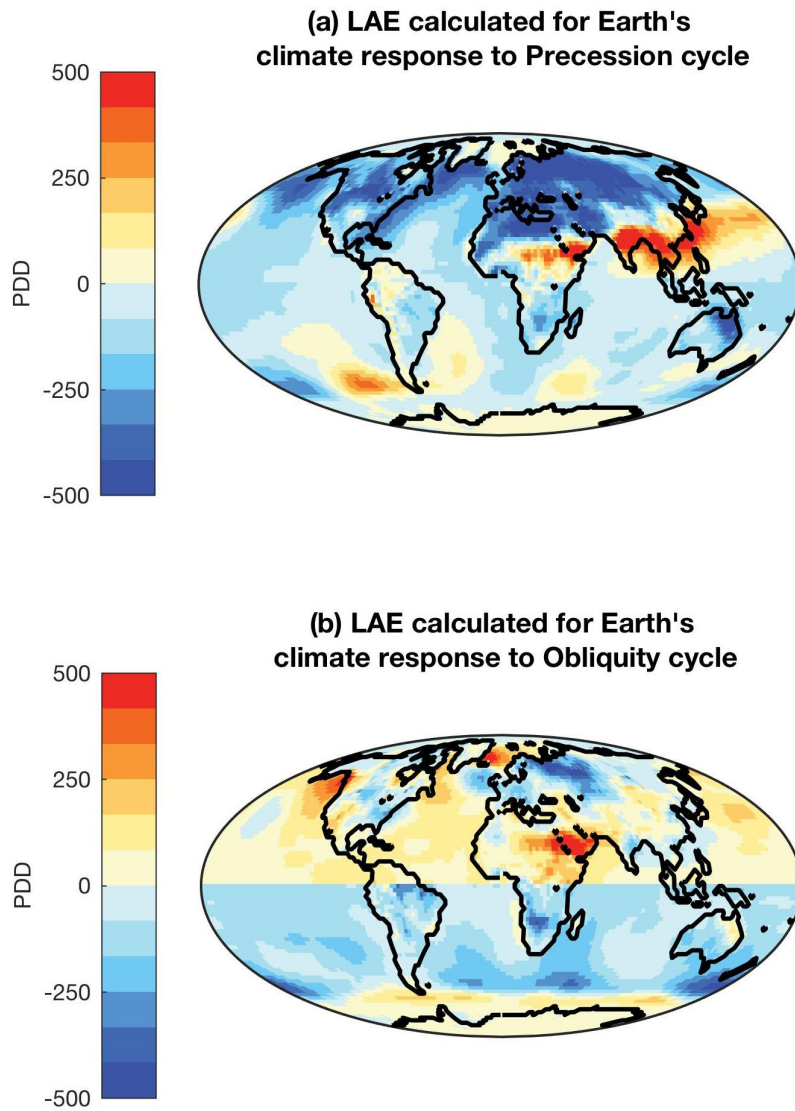 (a) LAE calculated for Earth's
climate response to Precession cycle
500
250
0
-250
-500
PDD
(b) LAE calculated for Earth's
climate response to Obliquity cycle
500
250
0
-250
-500
PDD